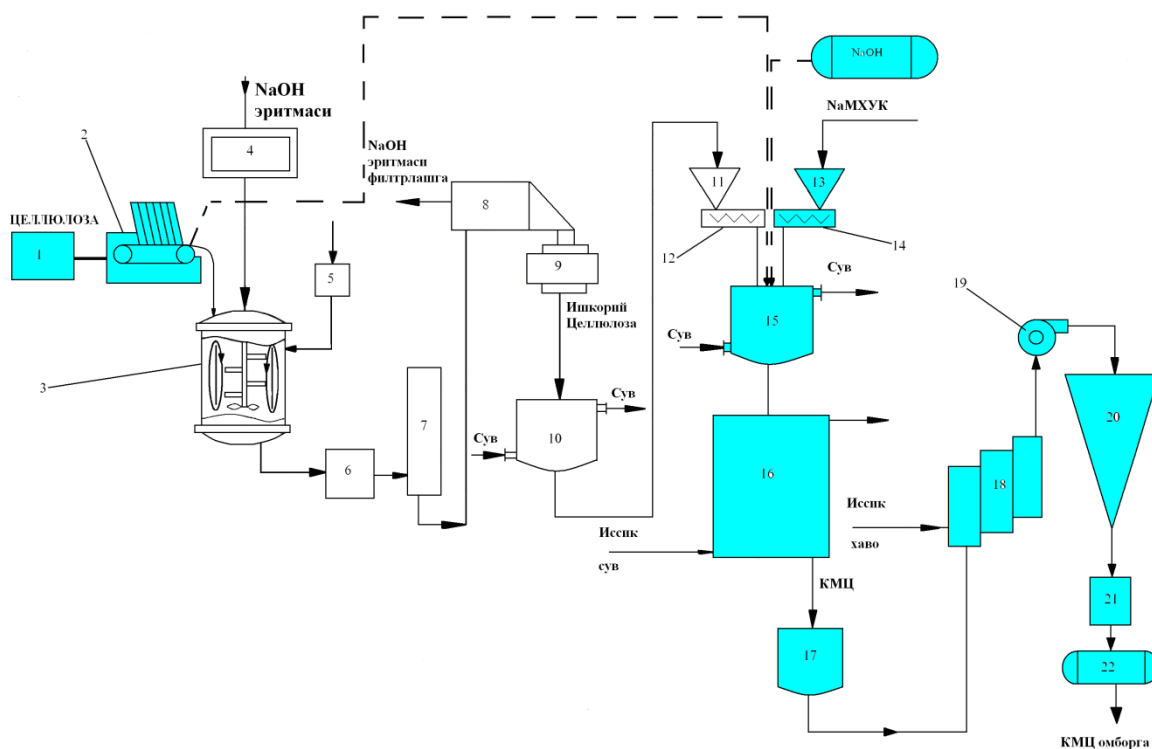 NaOH
NaOH
эритмаси
NaМХУК
2
4
NaOH
эритмаси
филтрлашга
ЦЕЛЛЮЛОЗА
1
5
8
9
11
13
12
14
Сув
15
Сув
19
Ишкорий
Целлюлоза
3
7
Сув
10
Сув
6
16
18
20
Иссик
сув
Иссик
хаво
КМЦ
17
21
22
КМЦ омборга